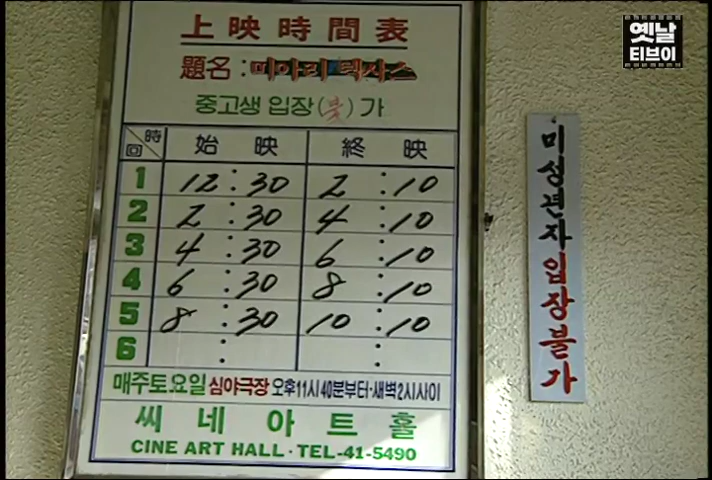 上映時間表
題名 : 미아리 텍사스
중고생 입장(불)가
時 回 始 映 終 映
1 12:30 2:10
2 2:30 4:10
3 4:30 6:10
4 6:30 8:10
5 8:30 10:10
6 : :
매주토요일 심야극장 오후11시40분부터·새벽2시사이
씨네아트홀
CINE ART HALL · TEL-41-5490
미성년자입장불가
옛날
티브이